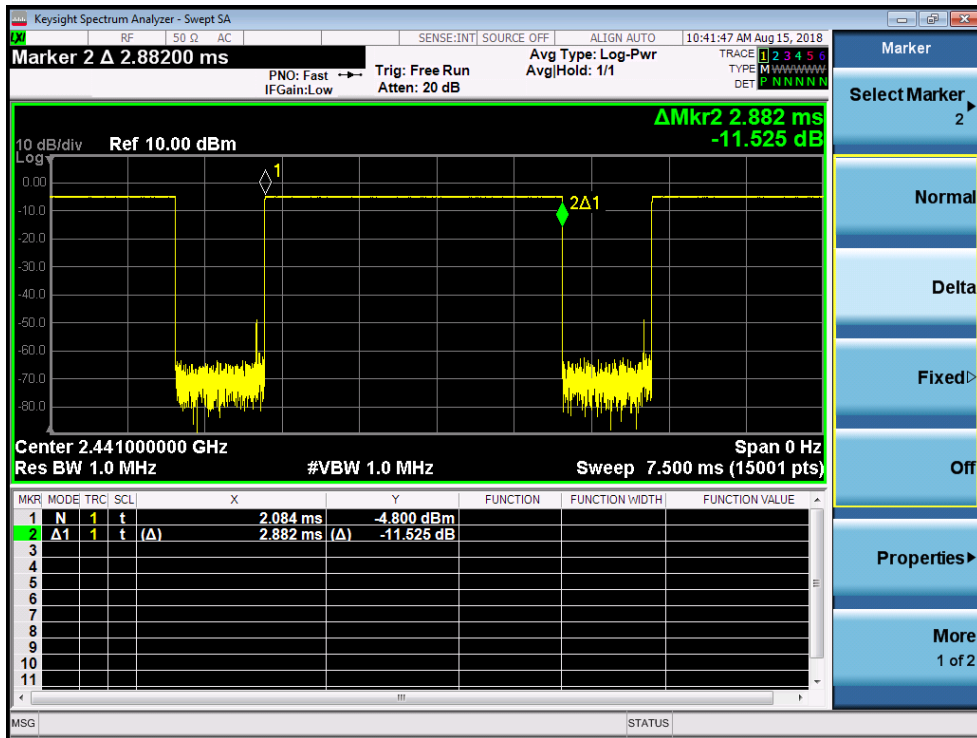 Keysight Spectrum Analyzer - Swept SA
LXI RF 50 Ω AC SENSE:INT SOURCE OFF ALIGN AUTO 10:41:47 AM Aug 15, 2018
Marker 2 Δ 2.88200 ms
PNO: Fast
IFGain:Low
Trig: Free Run
Atten: 20 dB
Avg Type: Log-Pwr
Avg|Hold: 1/1
TRACE 1 2 3 4 5 6
TYPE M WWWWW
DET P N N N N N
ΔMkr2 2.882 ms
-11.525 dB
10 dB/div Ref 10.00 dBm
Log
0.00
-10.0
-20.0
-30.0
-40.0
-50.0
-60.0
-70.0
-80.0
1
2Δ1
Center 2.441000000 GHz Span 0 Hz
Res BW 1.0 MHz #VBW 1.0 MHz Sweep 7.500 ms (15001 pts)
MKR MODE TRC SCL X Y FUNCTION FUNCTION WIDTH FUNCTION VALUE
1 N 1 t 2.084 ms -4.800 dBm
2 Δ1 1 t (Δ) 2.882 ms (Δ) -11.525 dB
3
4
5
6
7
8
9
10
11
MSG STATUS
Marker
Select Marker
2
Normal
Delta
Fixed
Off
Properties
More
1 of 2